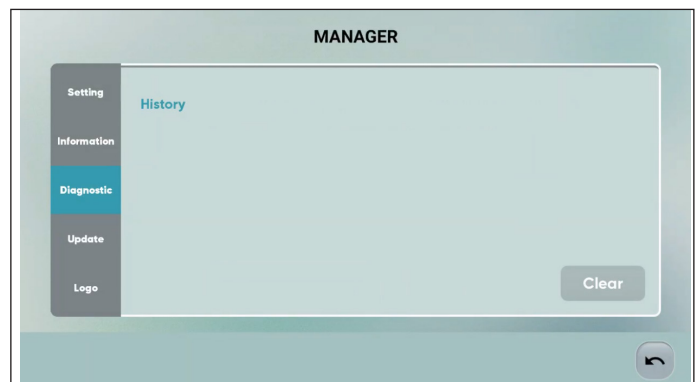 MANAGER
Setting
History
Information
Diagnostic
Update
Logo
Clear